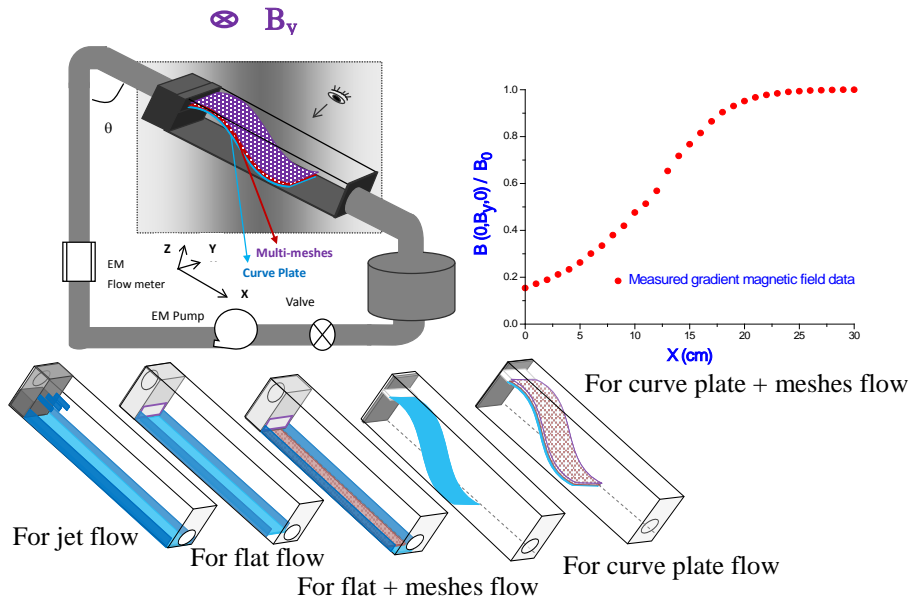 ⊗ B_y
θ
Z
Y
X
Multi-meshes
Curve Plate
EM
Flow meter
EM Pump
Valve
B (0,B_y,0) / B_0
1.0
0.8
0.6
0.4
0.2
0.0
Measured gradient magnetic field data
0 5 10 15 20 25 30
X (cm)
For curve plate + meshes flow
For jet flow
For flat flow
For curve plate flow
For flat + meshes flow